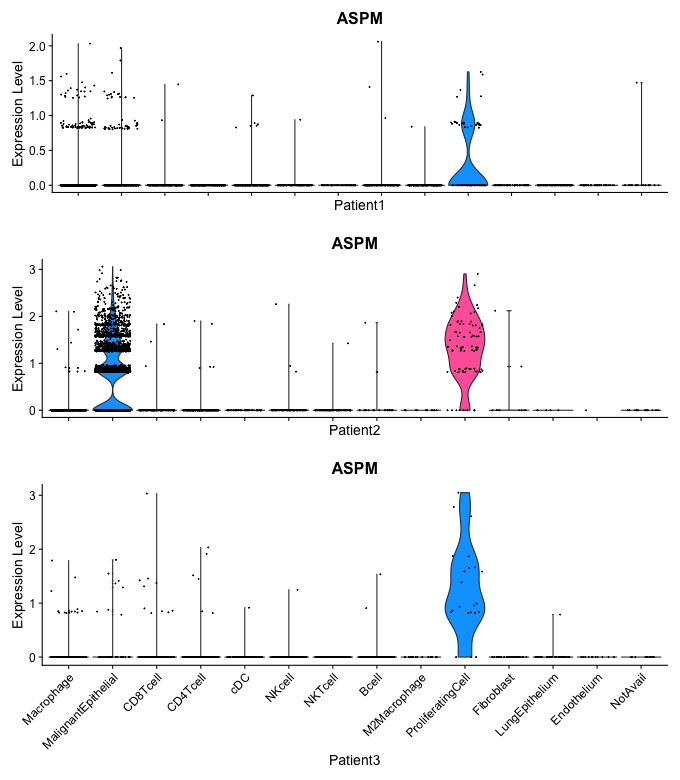 ASPM
Expression Level
2.0
1.5
1.0
0.5
0.0
Patient1
ASPM
Expression Level
3
2
1
0
Patient2
ASPM
Expression Level
3
2
1
0
Macrophage
MalignantEpithelial
CD8Tcell
CD4Tcell
cDC
NKcell
NKTcell
Bcell
M2Macrophage
ProliferatingCell
Fibroblast
LungEpithelium
Endothelium
NotAvail
Patient3